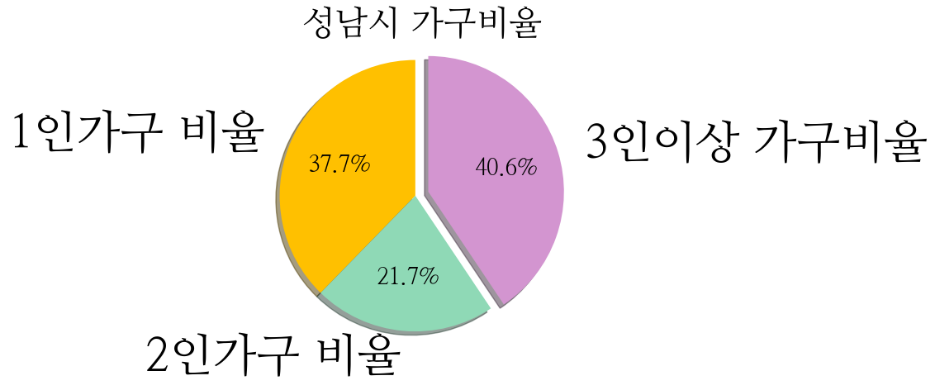 성남시 가구비율
1인가구 비율
37.7%
40.6%
3인이상 가구비율
21.7%
2인가구 비율